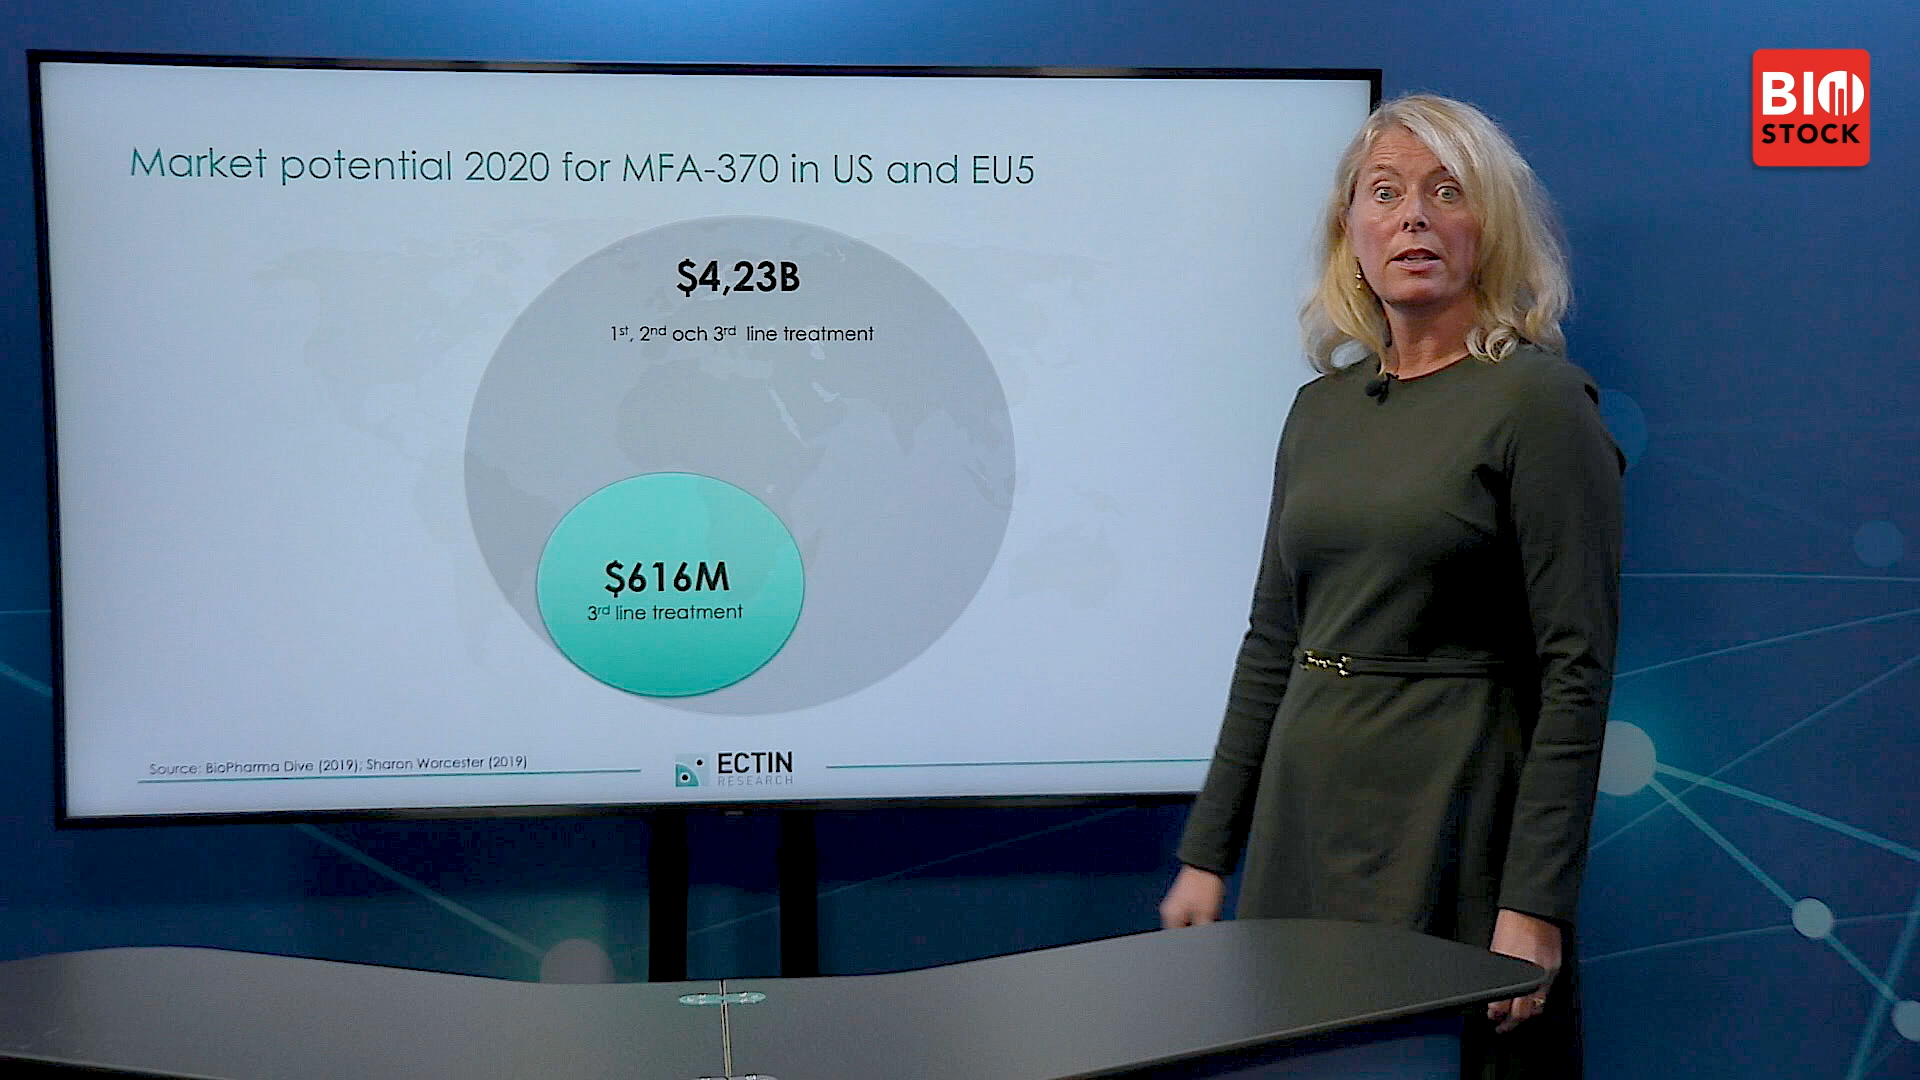 BIO
STOCK
Market potential 2020 for MFA-370 in US and EU5
$4,23B
1st, 2nd och 3rd line treatment
$616M
3rd line treatment
Source: BioPharma Dive (2019); Sharon Worcester (2019)
ECTIN
RESEARCH